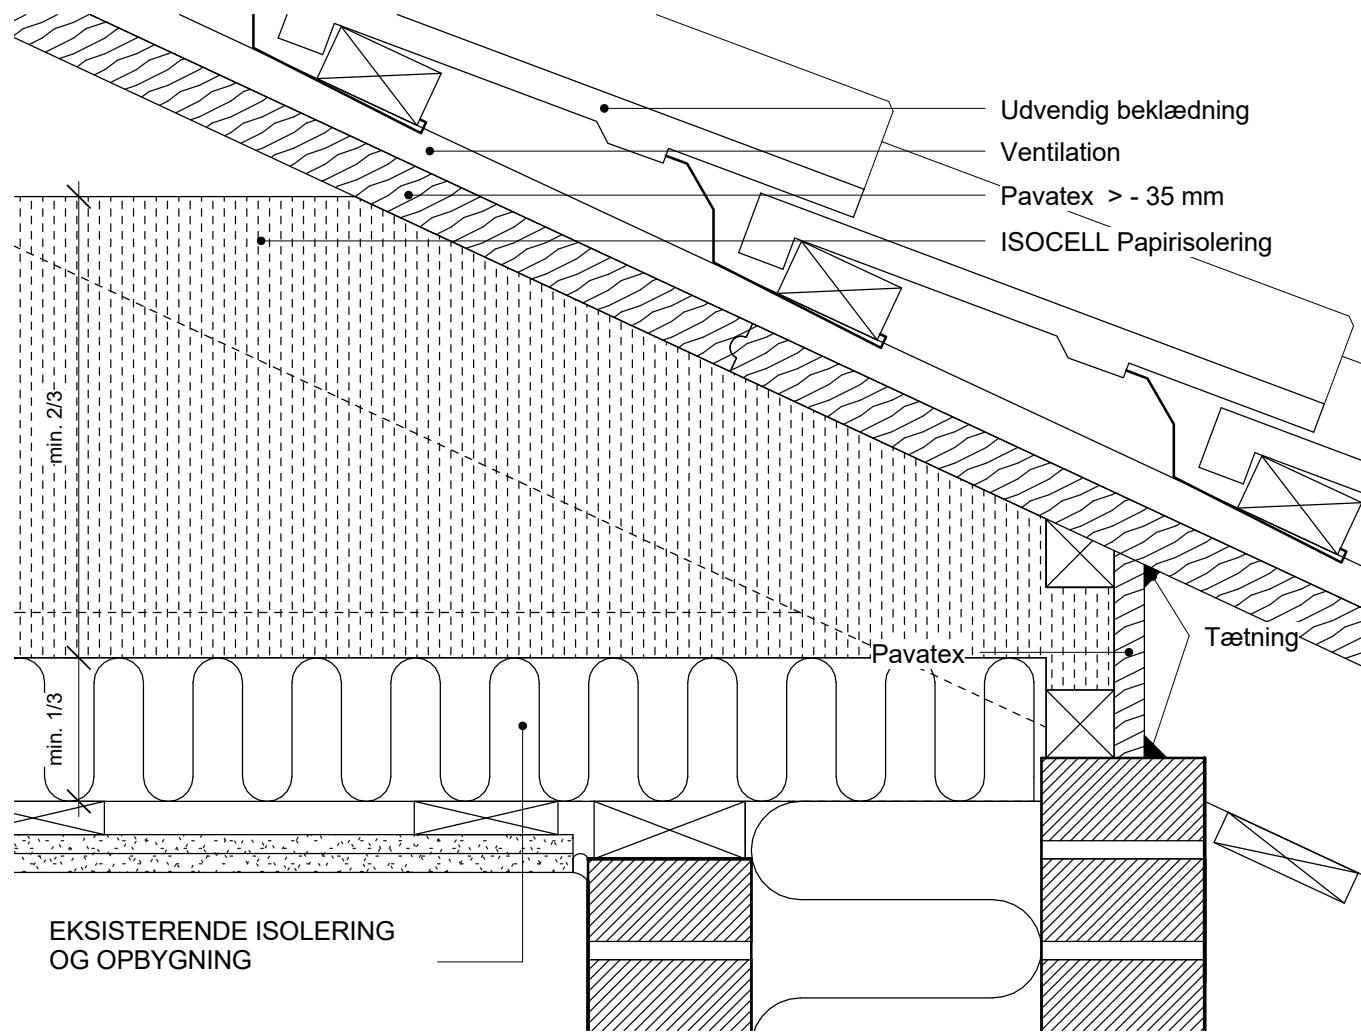 Udvendig beklædning
Ventilation
Pavatex > - 35 mm
ISOCELL Papirisolering
min. 2/3
Tætning
Pavatex
min. 1/3
EKSISTERENDE ISOLERING
OG OPBYGNING